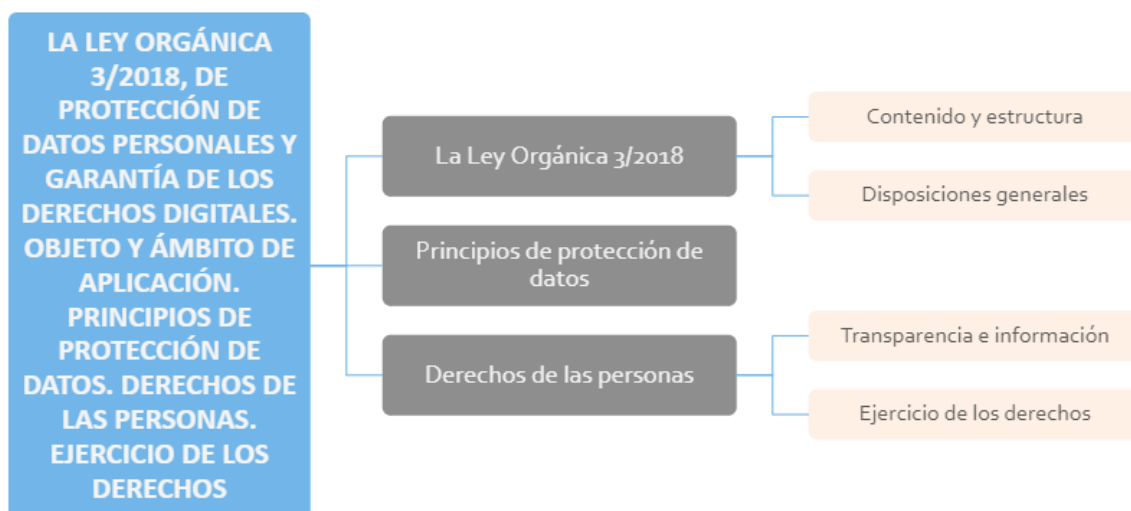 LA LEY ORGÁNICA
3/2018, DE
PROTECCIÓN DE
DATOS PERSONALES Y
GARANTÍA DE LOS
DERECHOS DIGITALES.
OBJETO Y ÁMBITO DE
APLICACIÓN.
PRINCIPIOS DE
PROTECCIÓN DE
DATOS. DERECHOS DE
LAS PERSONAS.
EJERCICIO DE LOS
DERECHOS
La Ley Orgánica 3/2018
Contenido y estructura
Disposiciones generales
Principios de protección de
datos
Derechos de las personas
Transparencia e información
Ejercicio de los derechos